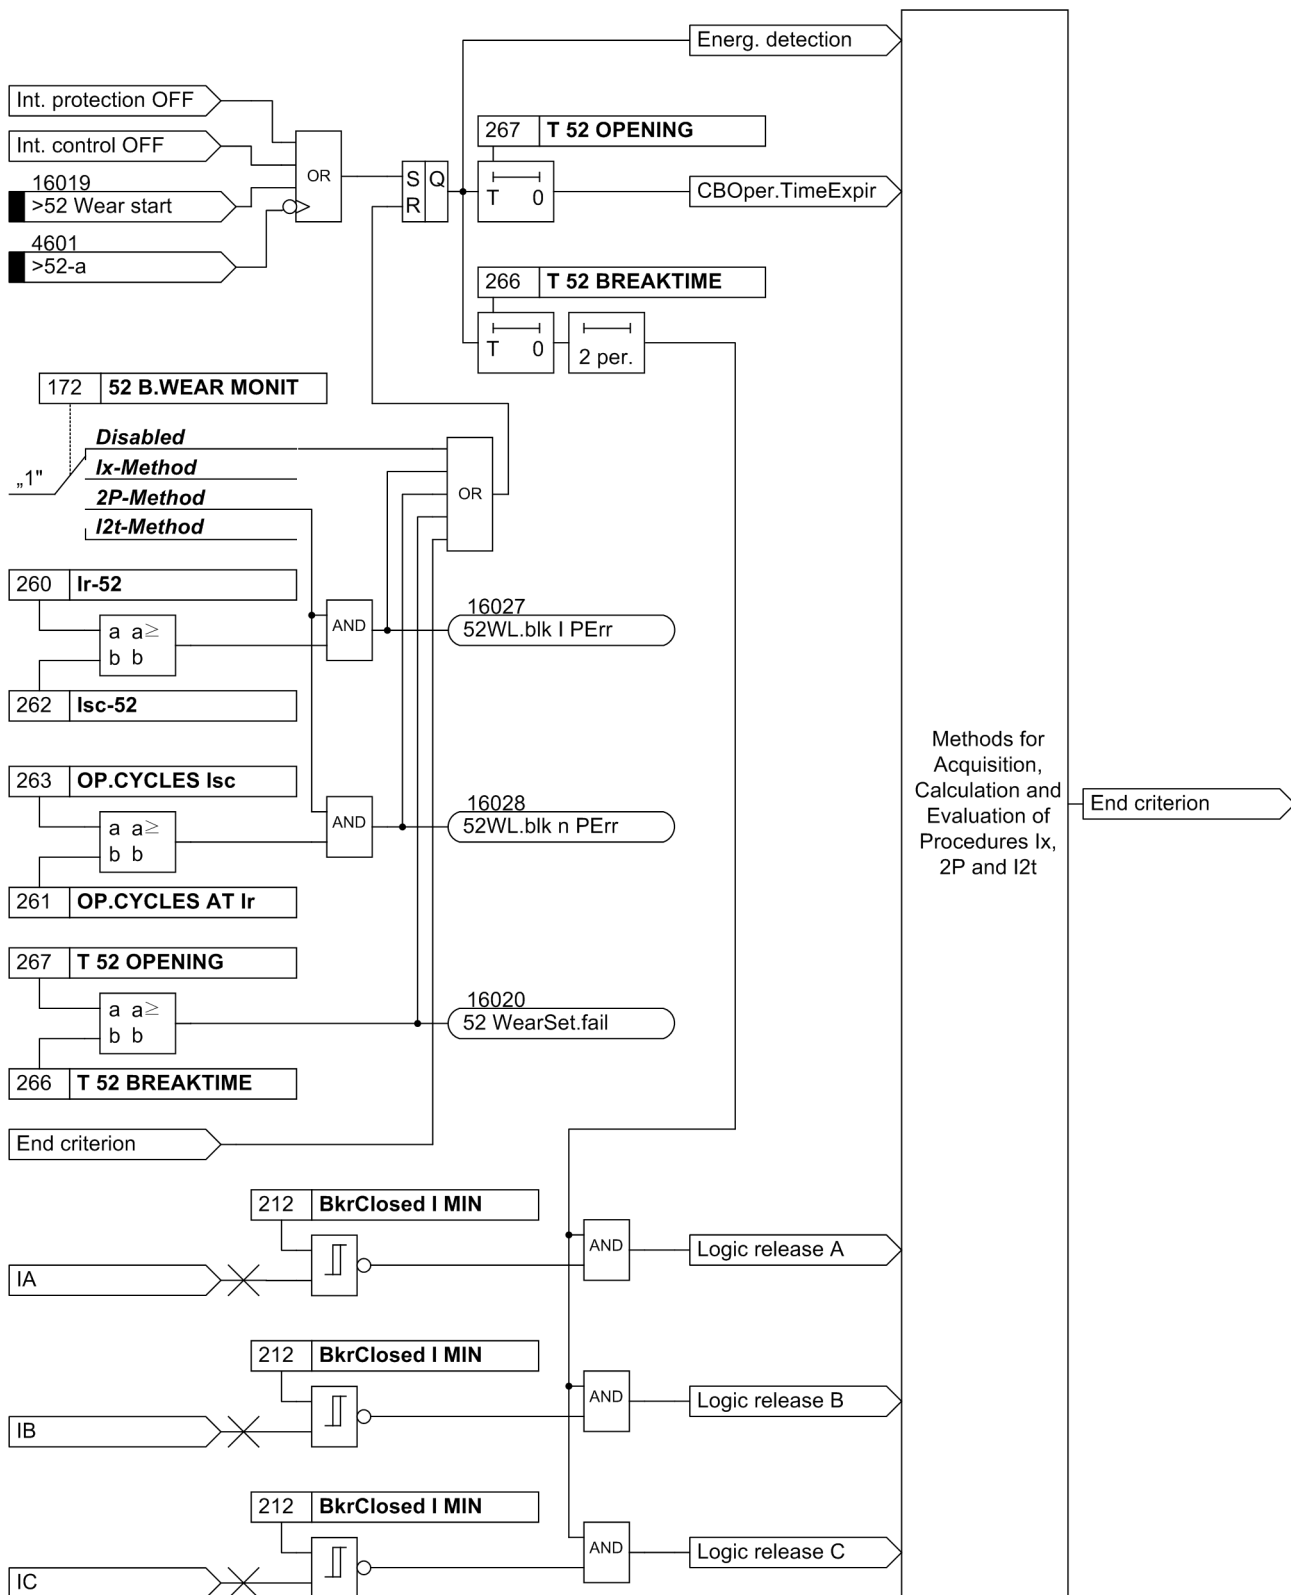 Energ. detection
Int. protection OFF
267 T 52 OPENING
Int. control OFF
OR
S Q
R
T 0
CBOper.TimeExpir
16019
>52 Wear start
4601
>52-a
266 T 52 BREAKTIME
T 0
2 per.
172 52 B.WEAR MONIT
Disabled
„1"
Ix-Method
2P-Method
I2t-Method
OR
260 Ir-52
a a≥
b b
AND
16027
52WL.blk I PErr
262 Isc-52
Methods for
Acquisition,
Calculation and
Evaluation of
Procedures Ix,
2P and I2t
End criterion
263 OP.CYCLES Isc
a a≥
b b
AND
16028
52WL.blk n PErr
261 OP.CYCLES AT Ir
267 T 52 OPENING
a a≥
b b
16020
52 WearSet.fail
266 T 52 BREAKTIME
End criterion
212 BkrClosed I MIN
AND
Logic release A
IA
212 BkrClosed I MIN
AND
Logic release B
IB
212 BkrClosed I MIN
AND
Logic release C
IC